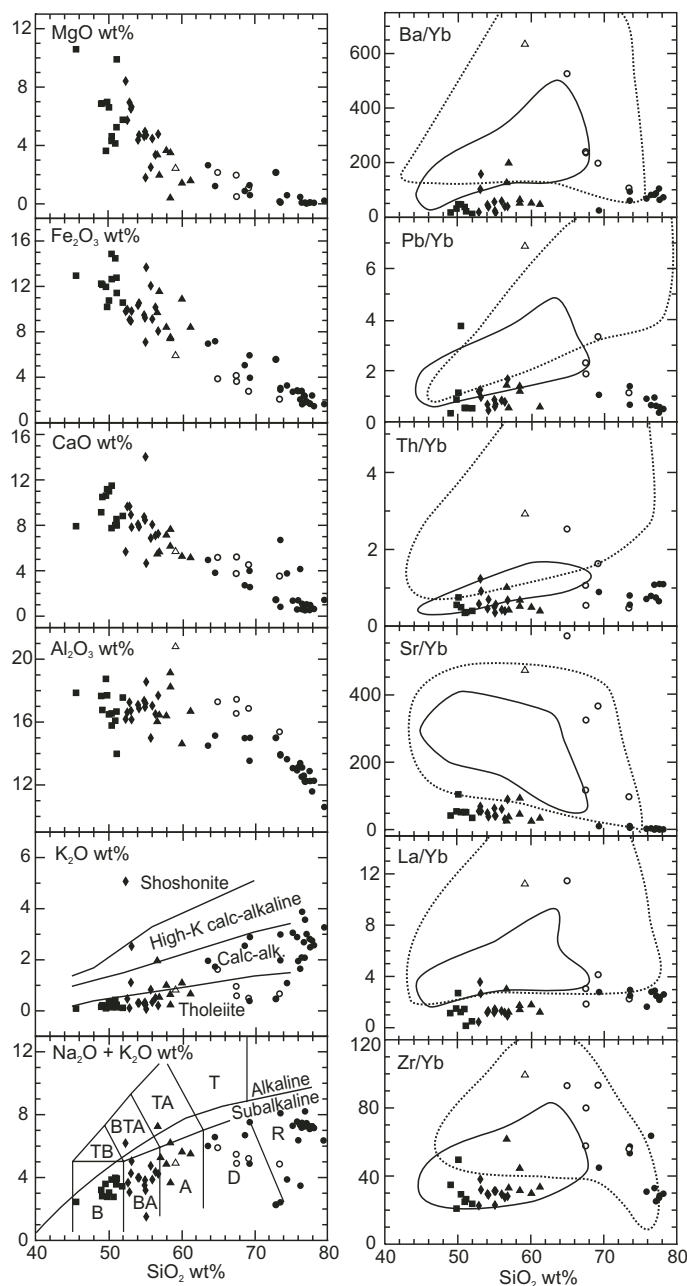 MgO wt%
12
8
4
0
Fe₂O₃ wt%
16
12
8
4
0
CaO wt%
16
12
8
4
0
Al₂O₃ wt%
20
16
12
K₂O wt%
6
4
2
0
Shoshonite
High-K calc-alkaline
Calc-alk.
Tholeiite
Na₂O + K₂O wt%
12
8
4
0
TB
BTA
TA
T
Alkaline
Subalkaline
B
BA
A
D
R
40 50 60 70 80
SiO₂ wt%
Ba/Yb
600
400
200
0
Pb/Yb
6
4
2
0
Th/Yb
4
2
0
Sr/Yb
400
200
0
La/Yb
12
8
4
0
Zr/Yb
120
80
40
0
40 50 60 70 80
SiO₂ wt%